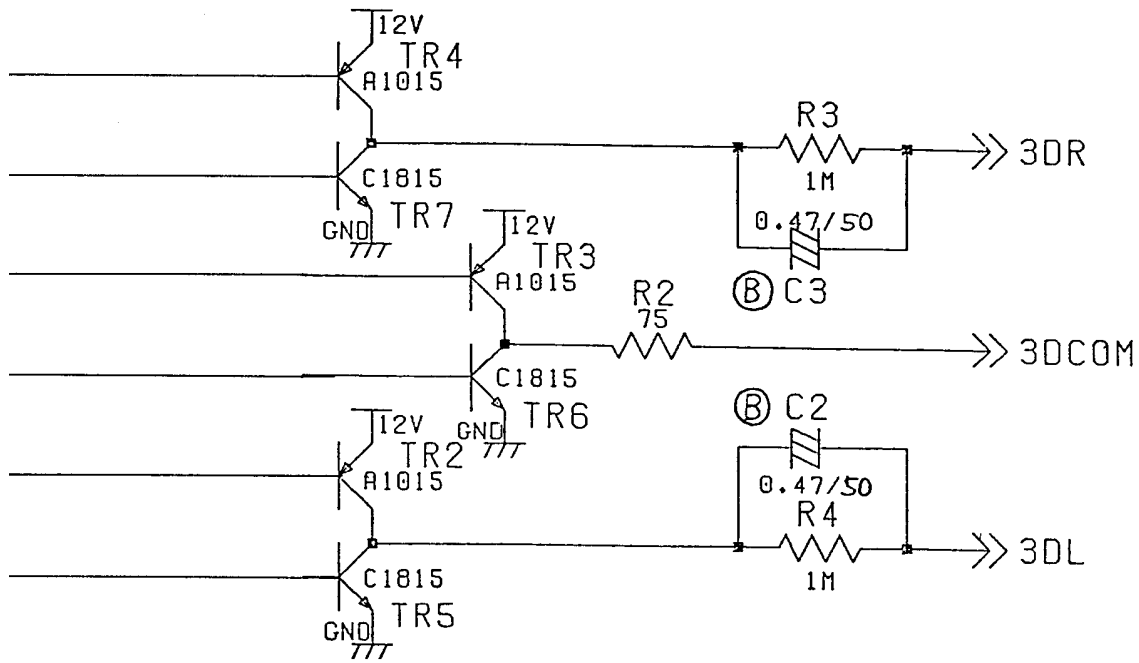 12V
TR4
A1015
C1815
TR7
GND
R3
1M
3DR
0.47/50
B C3
12V
TR3
A1015
R2
75
3DCOM
C1815
TR6
GND
B C2
0.47/50
12V
TR2
A1015
C1815
TR5
GND
R4
1M
3DL